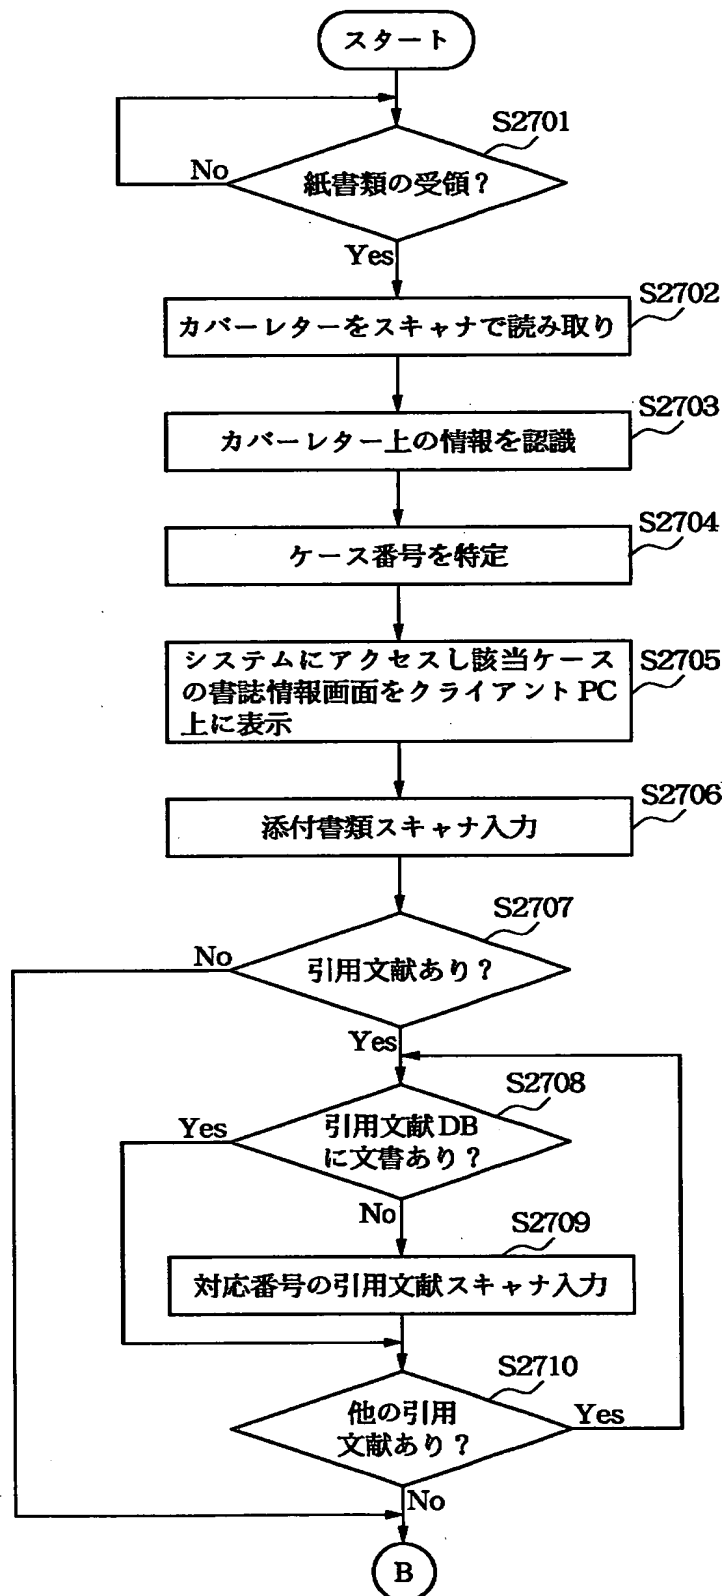 スタート
S2701
No
紙書類の受領？
Yes
S2702
カバーレターをスキャナで読み取り
S2703
カバーレター上の情報を認識
S2704
ケース番号を特定
S2705
システムにアクセスし該当ケース
の書誌情報画面をクライアントPC
上に表示
S2706
添付書類スキャナ入力
S2707
No
引用文献あり？
Yes
S2708
Yes
引用文献DB
に文書あり？
No
S2709
対応番号の引用文献スキャナ入力
S2710
他の引用
文献あり？
Yes
No
B